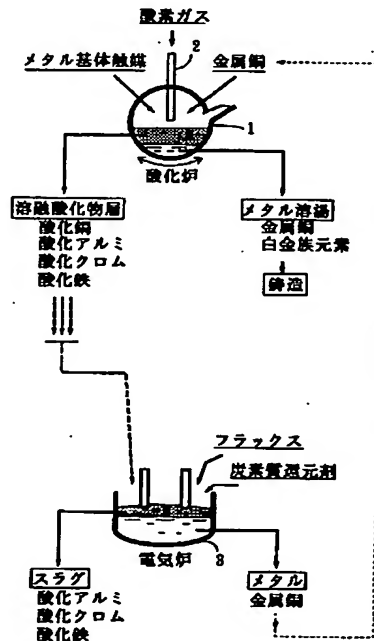 酸素ガス
2
メタル基体触媒
金属銅
1
酸化炉
溶融酸化物層
酸化銅
酸化アルミ
酸化クロム
酸化鉄
メタル溶湯
金属銅
白金族元素
鋳造
フラックス
炭素質還元剤
電気炉
3
スラグ
酸化アルミ
酸化クロム
酸化鉄
メタル
金属銅